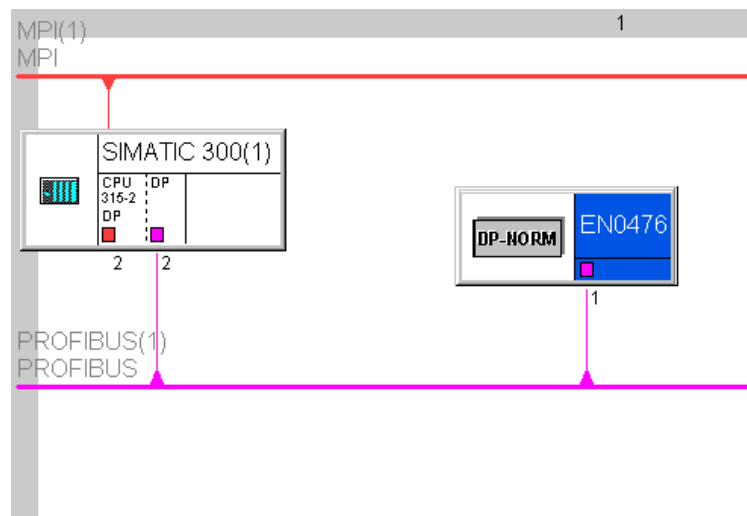 1
MPI(1)
MPI
SIMATIC 300(1)
CPU
315-2
DP
DP
2
2
DP-NORM
EN0476
1
PROFIBUS(1)
PROFIBUS